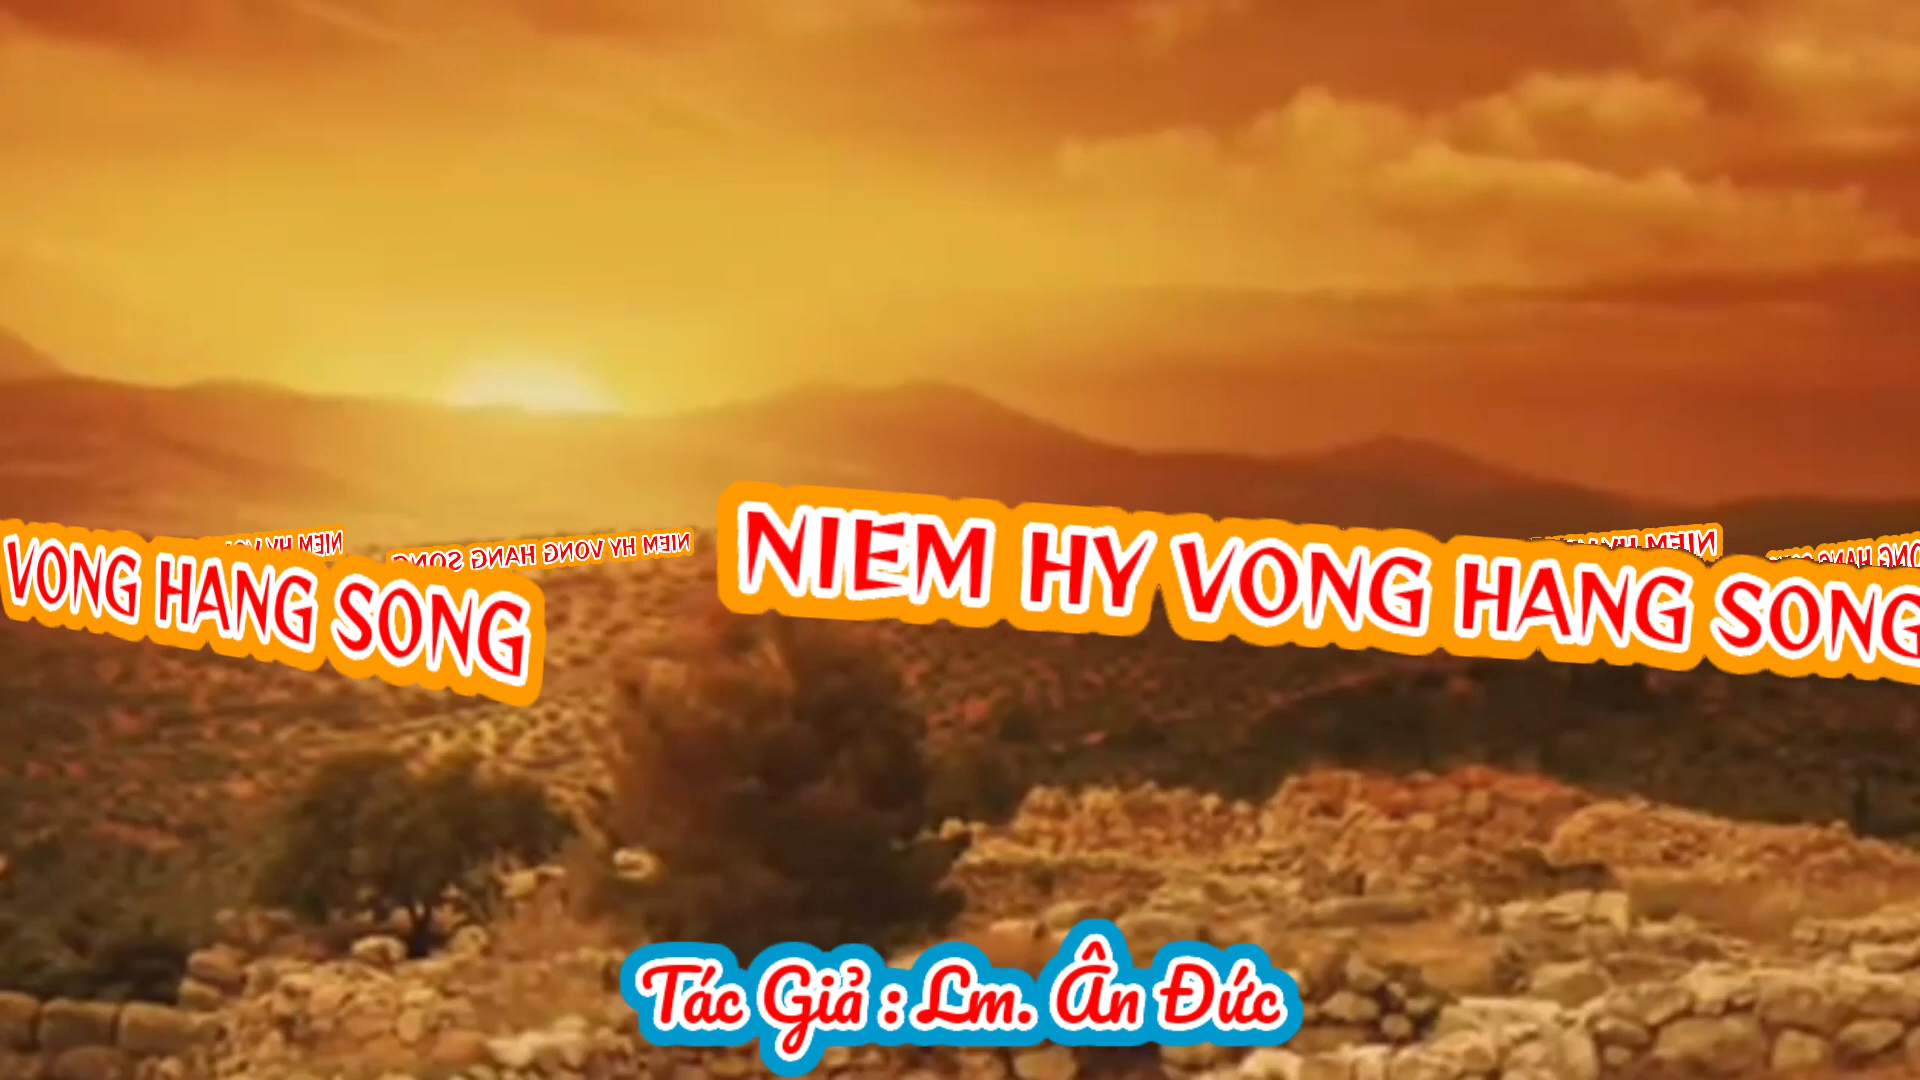 NIEM HY VONG HANG SONG
VONG HANG SONG
NIEM HY VONG HANG SONG
Tác Giả : Lm. Ân Đức